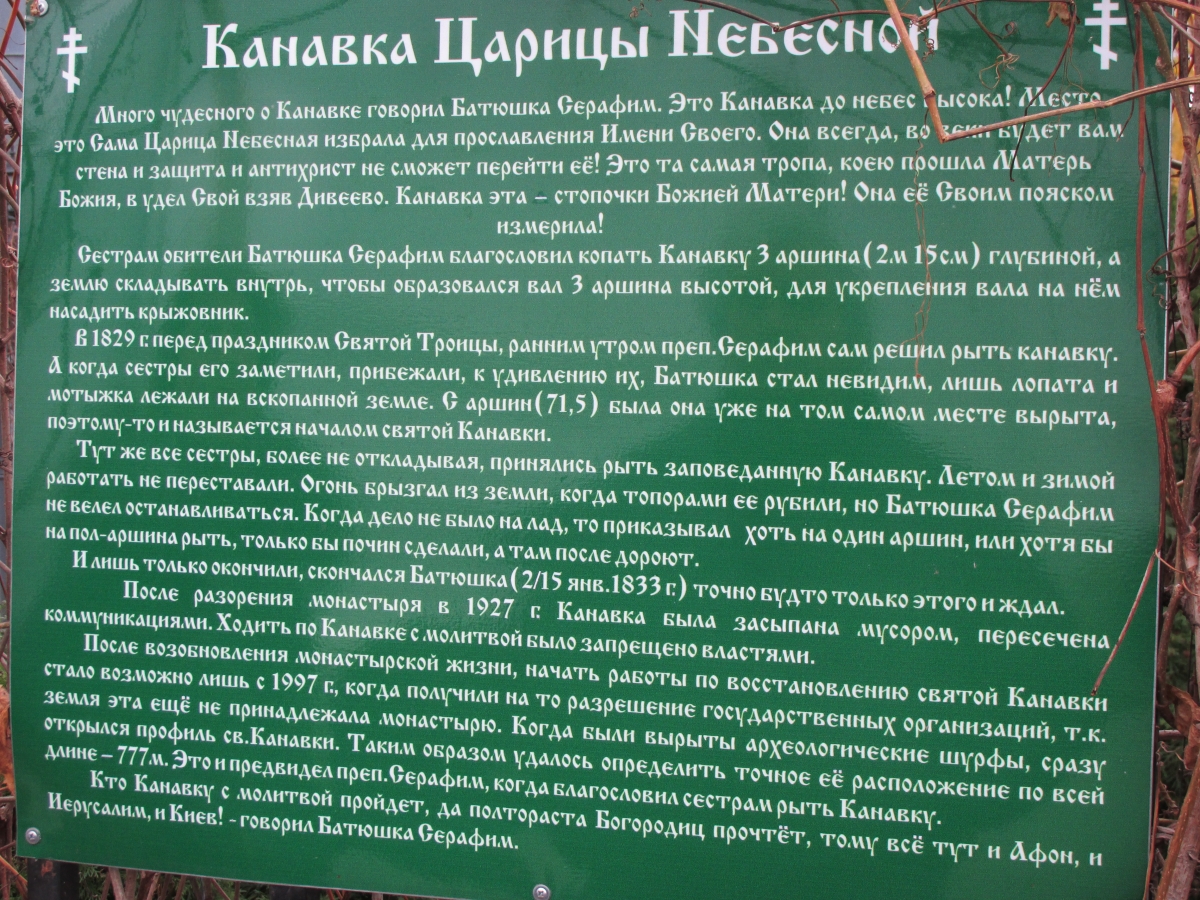 Канавка Царицы Небесной
Много чудесного о Канавке говорил Батюшка Серафим. Это Канавка до небес высока! Место
это Сама Царица Небесная избрала для прославления Имени Своего. Она всегда, во веки будет вам
стена и защита и антихрист не сможет перейти её! Это та самая тропа, коею прошла Матерь
Божия, в удел Свой взяв Дивеево. Канавка эта – стопочки Божией Матери! Она её Своим пояском
измерила!
Сестрам обители Батюшка Серафим благословил копать Канавку 3 аршина (2м 15см) глубиной, а
землю складывать внутрь, чтобы образовался вал 3 аршина высотой, для укрепления вала на нём
насадить крыжовник.
В 1829 г. перед праздником Святой Троицы, ранним утром преп.Серафим сам решил рыть канавку.
А когда сестры его заметили, прибежали, к удивлению их, Батюшка стал невидим, лишь лопата и
мотыжка лежали на вскопанной земле. С аршин(71,5) была она уже на том самом месте вырыта,
поэтому-то и называется началом святой Канавки.
Тут же все сестры, более не откладывая, принялись рыть заповеданную Канавку. Летом и зимой
работать не переставали. Огонь брызгал из земли, когда топорами ее рубили, но Батюшка Серафим
не велел останавливаться. Когда дело не было на лад, то приказывал хоть на один аршин, или хотя бы
на пол-аршина рыть, только бы почин сделали, а там после дороют.
И лишь только окончили, скончался Батюшка (2/15 янв.1833 г.) точно будто только этого и ждал.
После разорения монастыря в 1927 г. Канавка была засыпана мусором, пересечена
коммуникациями. Ходить по Канавке с молитвой было запрещено властями.
После возобновления монастырской жизни, начать работы по восстановлению святой Канавки
стало возможно лишь с 1997 г., когда получили на то разрешение государственных организаций, т.к.
земля эта ещё не принадлежала монастырю. Когда были вырыты археологические шурфы, сразу
открылся профиль св.Канавки. Таким образом удалось определить точное её расположение по всей
длине – 777м. Это и предвидел преп.Серафим, когда благословил сестрам рыть Канавку.
Кто Канавку с молитвой пройдет, да полтораста Богородиц прочтёт, тому всё тут и Афон, и
Иерусалим, и Киев! - говорил Батюшка Серафим.